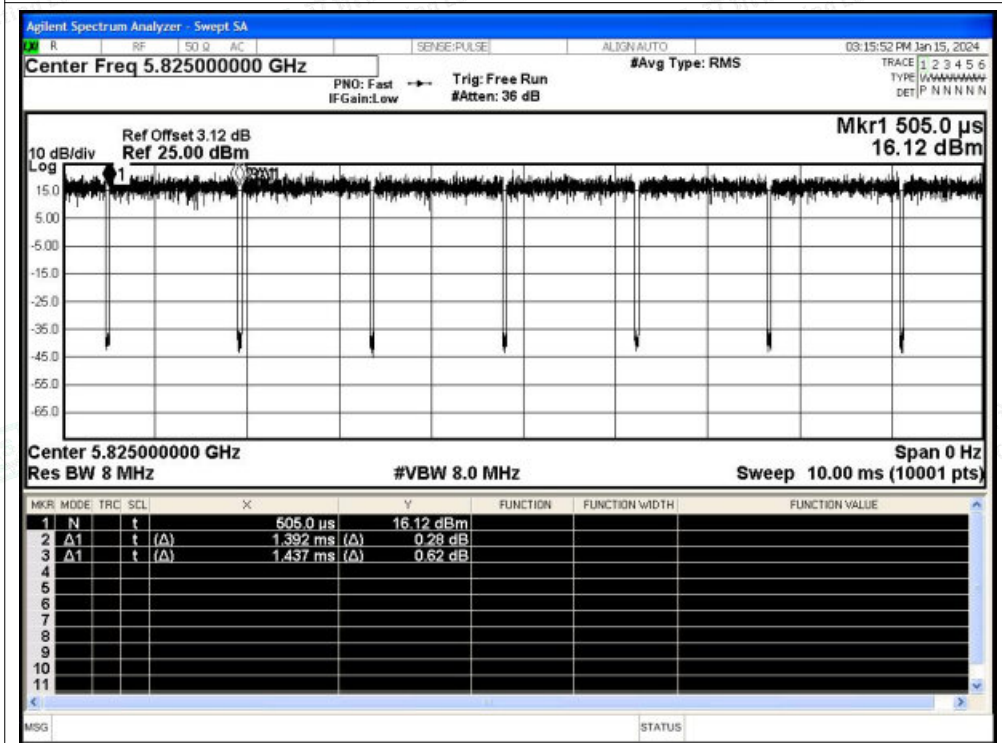 Agilent Spectrum Analyzer - Swept SA
LXI R RF 50 Ω AC SENSE:PULSE ALIGN AUTO 03:15:52 PM Jan 15, 2024
Center Freq 5.825000000 GHz
PNO: Fast
IFGain:Low
Trig: Free Run
#Atten: 36 dB
#Avg Type: RMS
TRACE 1 2 3 4 5 6
TYPE
DET P N N N N N
Ref Offset 3.12 dB
Ref 25.00 dBm
10 dB/div
Log
Mkr1 505.0 µs
16.12 dBm
1
15.0
5.00
-5.00
-15.0
-25.0
-35.0
-45.0
-55.0
-65.0
Center 5.825000000 GHz Span 0 Hz
Res BW 8 MHz #VBW 8.0 MHz Sweep 10.00 ms (10001 pts)
MKR MODE TRC SCL X Y FUNCTION FUNCTION WIDTH FUNCTION VALUE
1 N t 505.0 µs 16.12 dBm
2 Δ1 t (Δ) 1.392 ms (Δ) 0.28 dB
3 Δ1 t (Δ) 1.437 ms (Δ) 0.62 dB
4
5
6
7
8
9
10
11
MSG STATUS